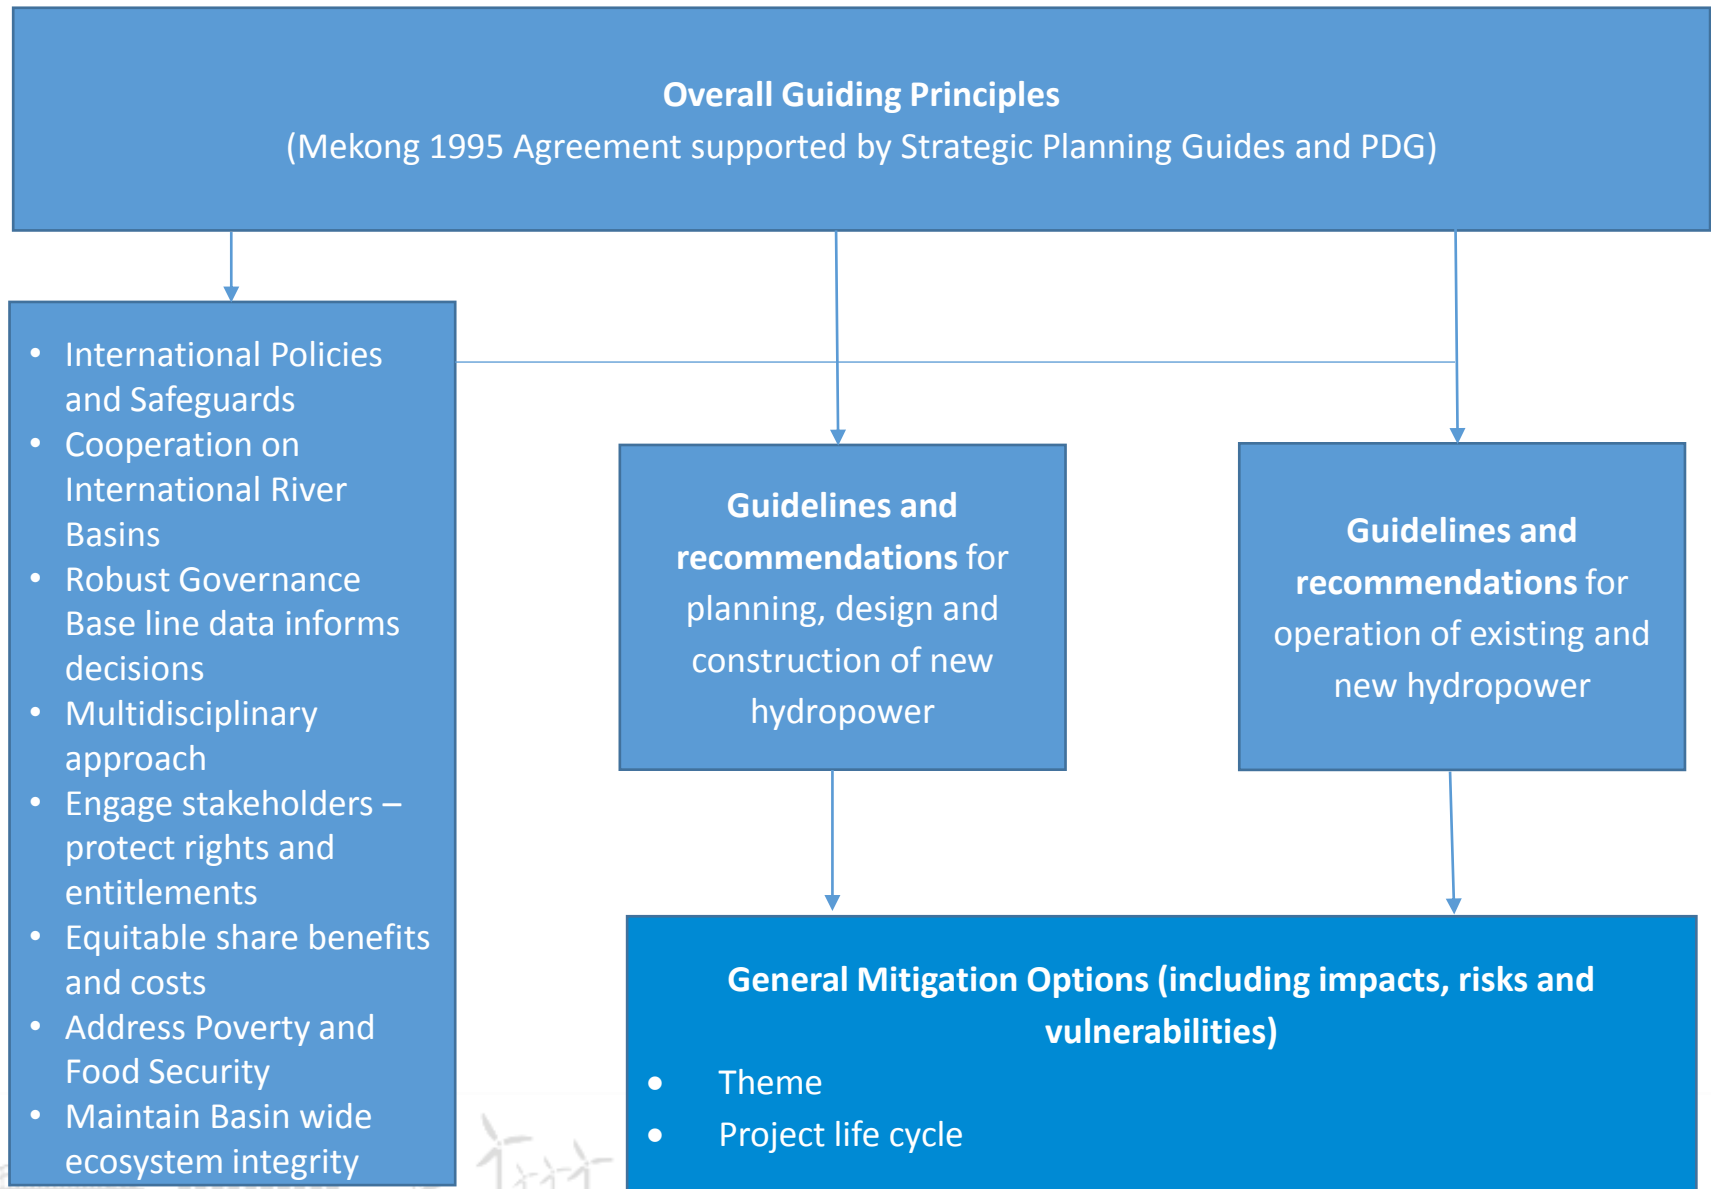 Overall Guiding Principles
(Mekong 1995 Agreement supported by Strategic Planning Guides and PDG)
• International Policies
and Safeguards
• Cooperation on
International River
Basins
• Robust Governance
Base line data informs
decisions
• Multidisciplinary
approach
• Engage stakeholders –
protect rights and
entitlements
• Equitable share benefits
and costs
• Address Poverty and
Food Security
• Maintain Basin wide
ecosystem integrity
Guidelines and
recommendations for
planning, design and
construction of new
hydropower
Guidelines and
recommendations for
operation of existing and
new hydropower
General Mitigation Options (including impacts, risks and
vulnerabilities)
• Theme
• Project life cycle